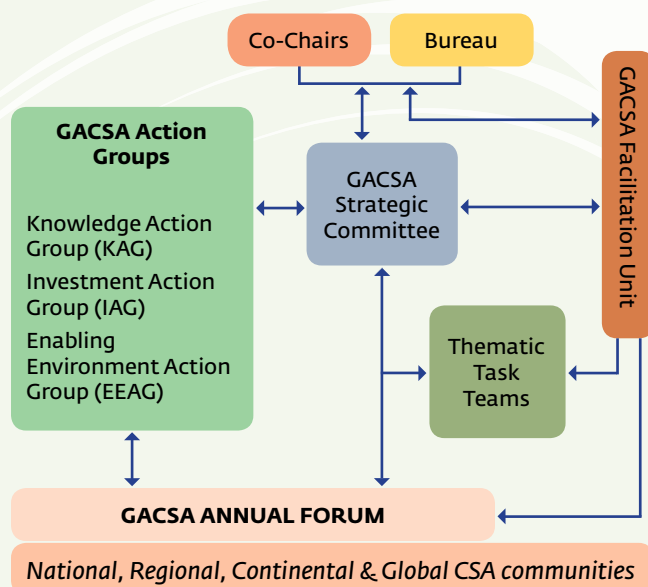 Co-Chairs
Bureau
GACSA Facilitation Unit
GACSA Action
Groups
Knowledge Action
Group (KAG)
Investment Action
Group (IAG)
Enabling
Environment Action
Group (EEAG)
GACSA
Strategic
Committee
Thematic
Task
Teams
GACSA ANNUAL FORUM
National, Regional, Continental & Global CSA communities